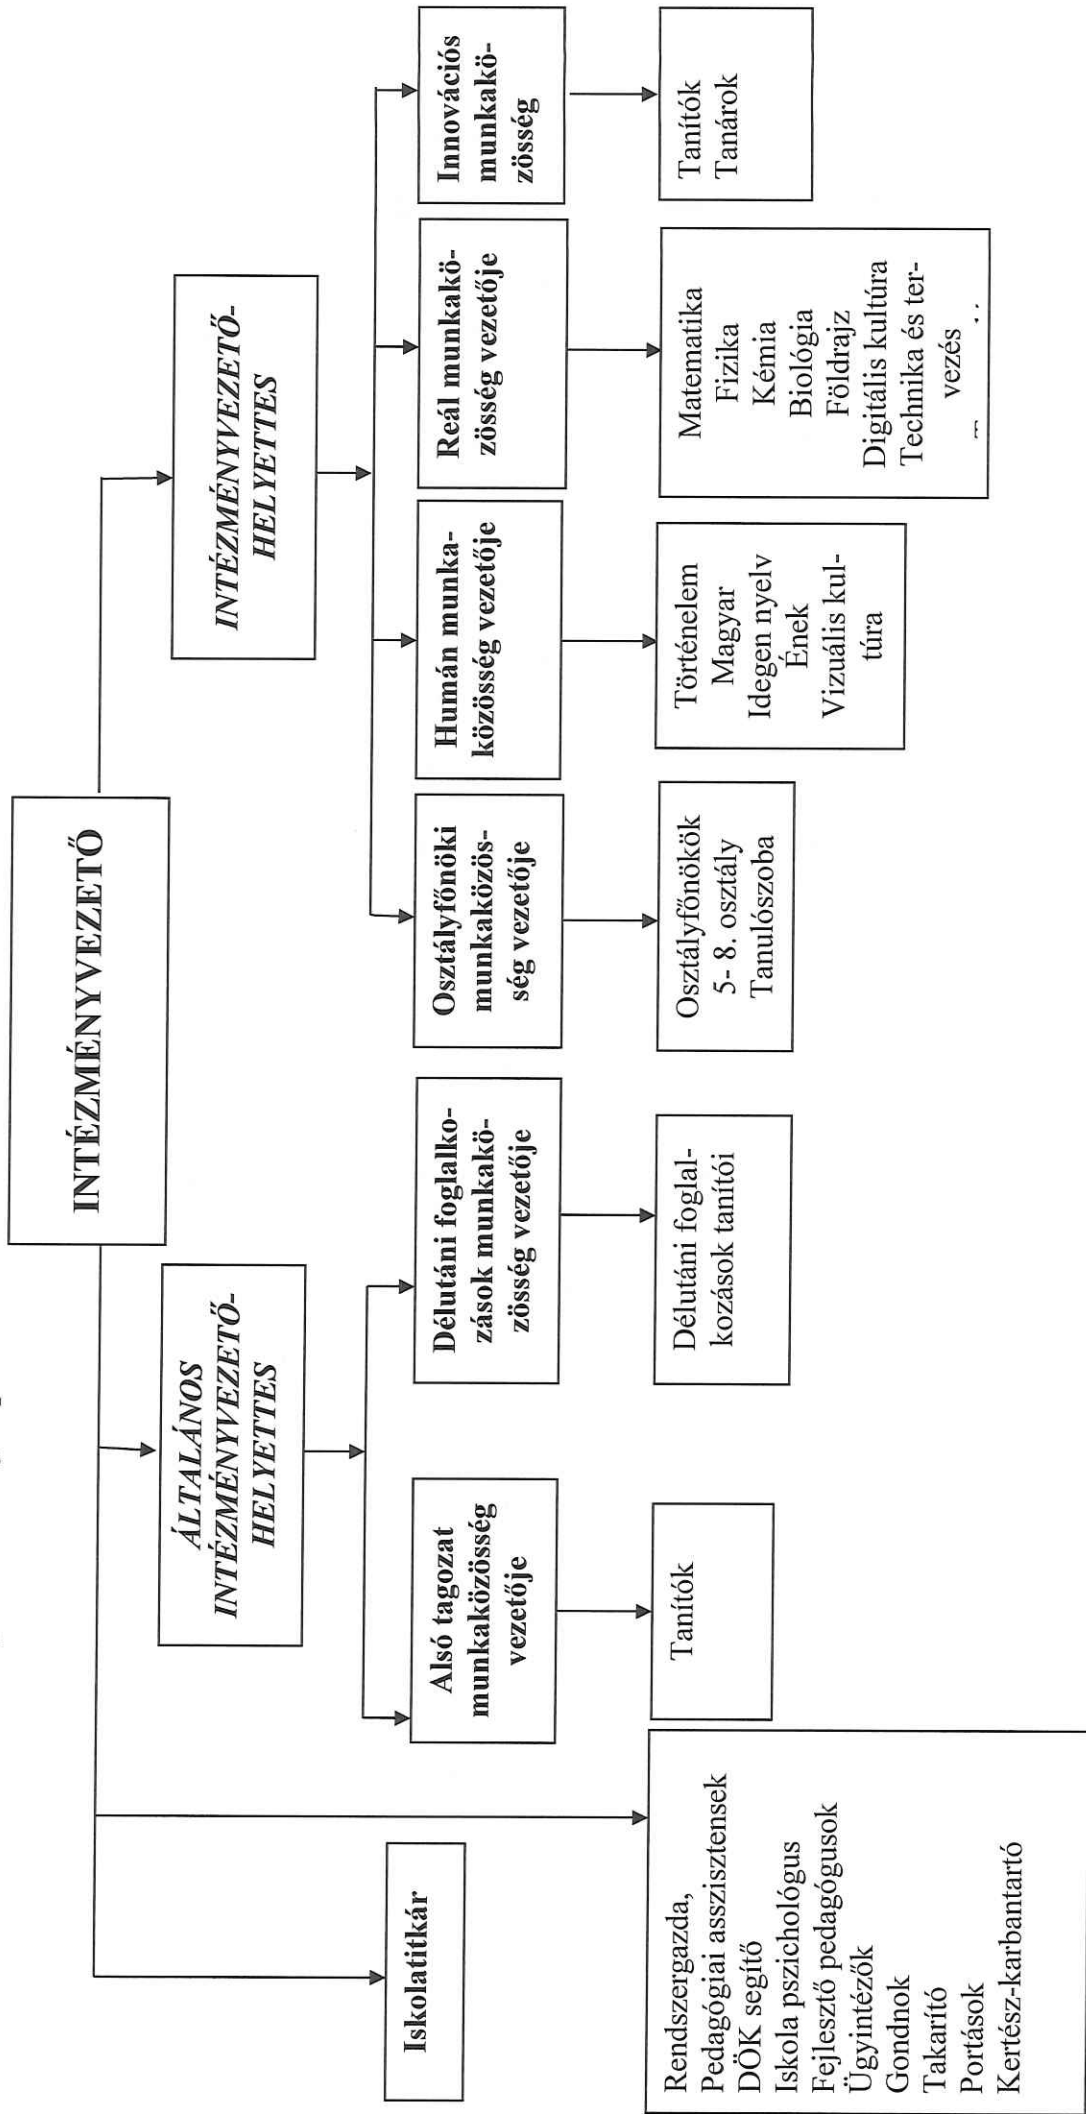 INTÉZMÉNYVEZETŐ
ÁLTALÁNOS
INTÉZMÉNYVEZETŐ-
HELYETTES
INTÉZMÉNYVEZETŐ-
HELYETTES
Iskolatitkár
Alsó tagozat
munkaközösség
vezetője
Délutáni foglalko-
zások munkakö-
zösség vezetője
Osztályfőnöki
munkaközös-
ség vezetője
Humán munka-
közösség vezetője
Reál munkakö-
zösség vezetője
Innovációs
munkakö-
zösség
Rendszergazda,
Pedagógiai asszisztensek
DÖK segítő
Iskola pszichológus
Fejlesztő pedagógusok
Ügyintézők
Gondnok
Takarító
Portások
Kertész-karbantartó
Tanítók
Délutáni foglal-
kozások tanítói
Osztályfőnökök
5- 8. osztály
Tanulószoba
Történelem
Magyar
Idegen nyelv
Ének
Vizuális kul-
túra
Matematika
Fizika
Kémia
Biológia
Földrajz
Digitális kultúra
Technika és ter-
vezés
Tanítók
Tanárok